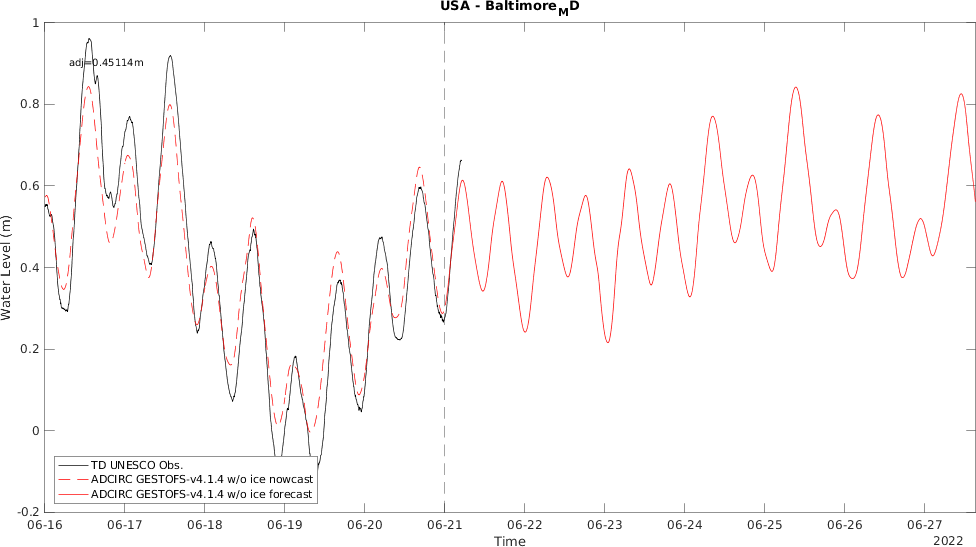 USA - Baltimore_MD
adj=0.45114m
1
0.8
0.6
0.4
0.2
0
-0.2
Water Level (m)
TD UNESCO Obs.
ADCIRC GESTOFS-v4.1.4 w/o ice nowcast
ADCIRC GESTOFS-v4.1.4 w/o ice forecast
06-16 06-17 06-18 06-19 06-20 06-21 06-22 06-23 06-24 06-25 06-26 06-27
Time
2022